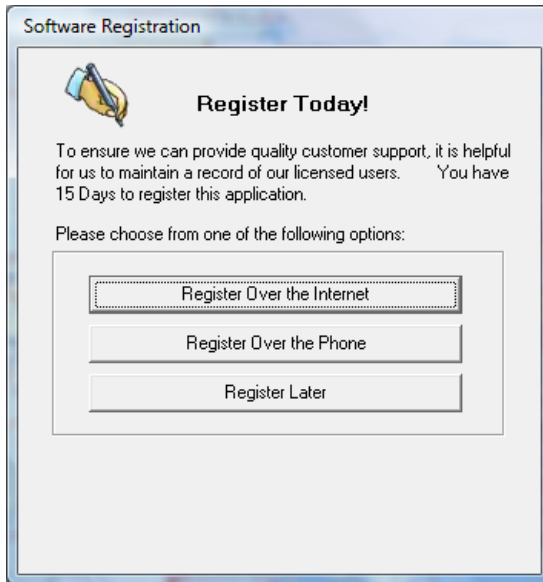 Software Registration
Register Today!
To ensure we can provide quality customer support, it is helpful
for us to maintain a record of our licensed users. You have
15 Days to register this application.
Please choose from one of the following options:
Register Over the Internet
Register Over the Phone
Register Later